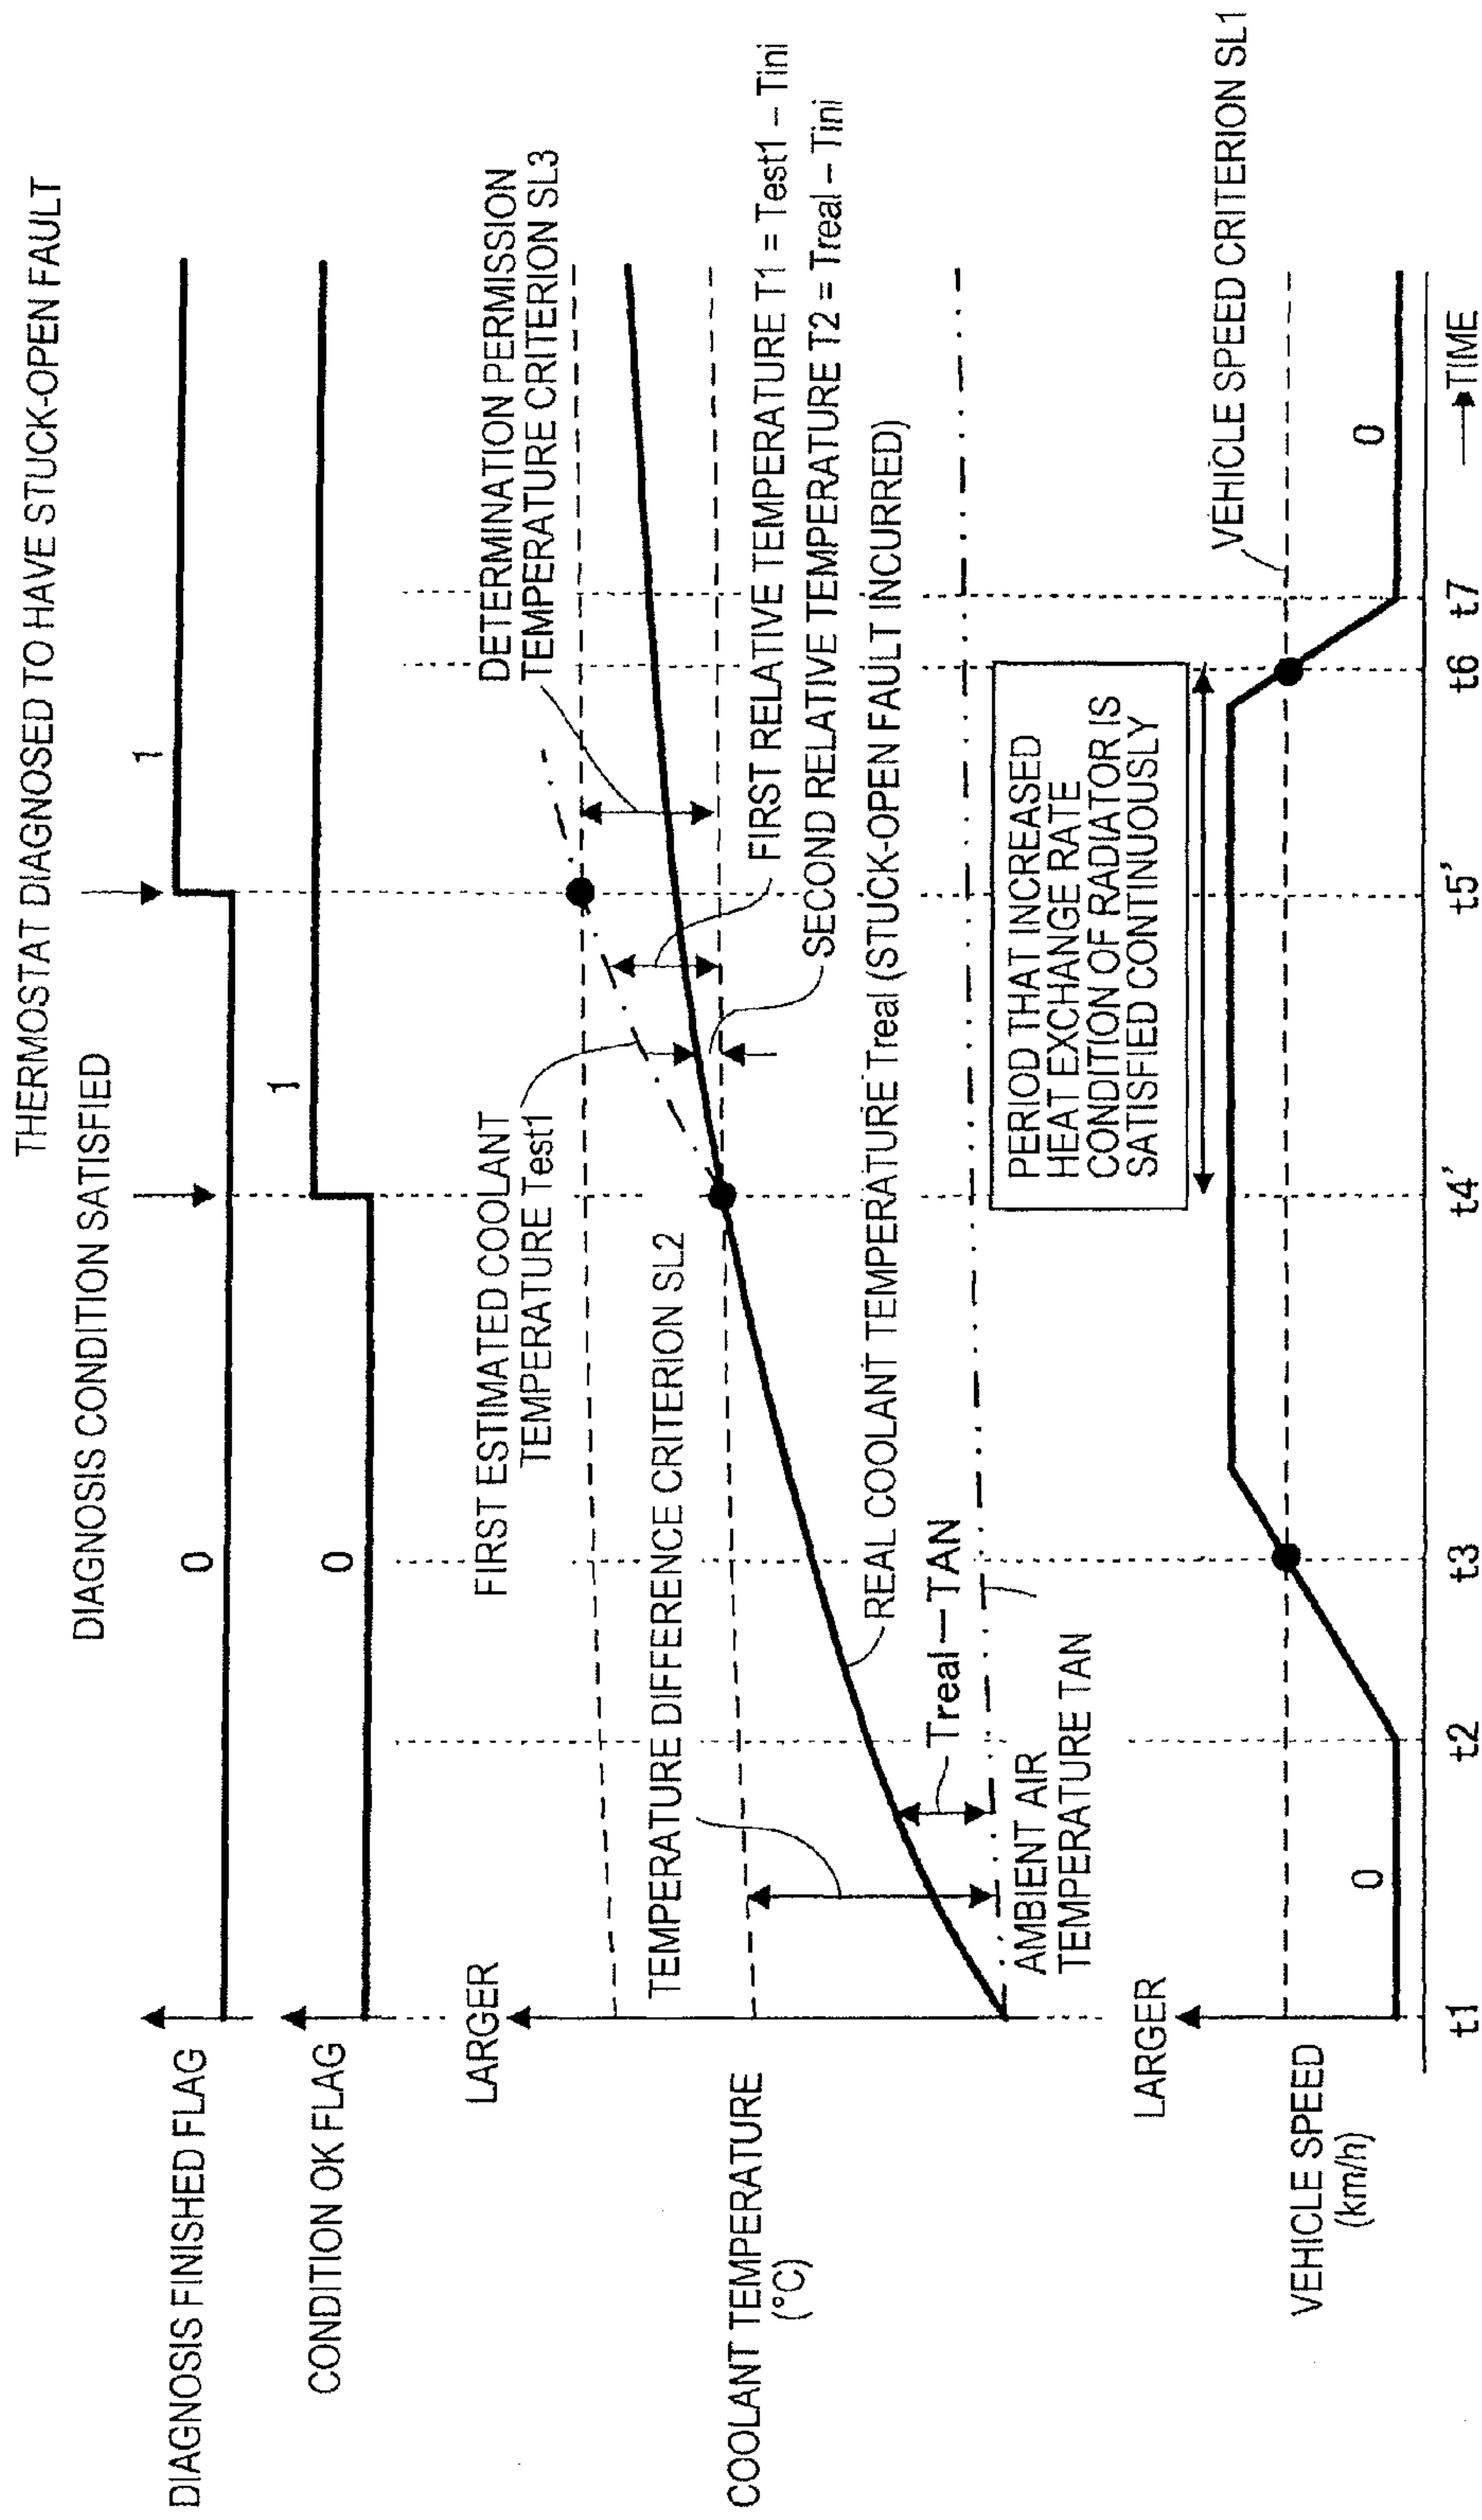 THERMOSTAT DIAGNOSED TO HAVE STUCK-OPEN FAULT
DIAGNOSIS CONDITION SATISFIED
DIAGNOSIS FINISHED FLAG
0
1
CONDITION OK FLAG
0
1
LARGER
FIRST ESTIMATED COOLANT
TEMPERATURE Test1
DETERMINATION PERMISSION
TEMPERATURE CRITERION SL3
TEMPERATURE DIFFERENCE CRITERION SL2
COOLANT TEMPERATURE
(°C)
FIRST RELATIVE TEMPERATURE T1 = Test1 – Tini
SECOND RELATIVE TEMPERATURE T2 = Treal – Tini
REAL COOLANT TEMPERATURE Treal (STUCK-OPEN FAULT INCURRED)
Treal–TAN
AMBIENT AIR
TEMPERATURE TAN
PERIOD THAT INCREASED
HEAT EXCHANGE RATE
CONDITION OF RADIATOR IS
SATISFIED CONTINUOUSLY
LARGER
VEHICLE SPEED CRITERION SL1
VEHICLE SPEED
(km/h)
0
0
t1
t2
t3
t4'
t5'
t6
t7
TIME